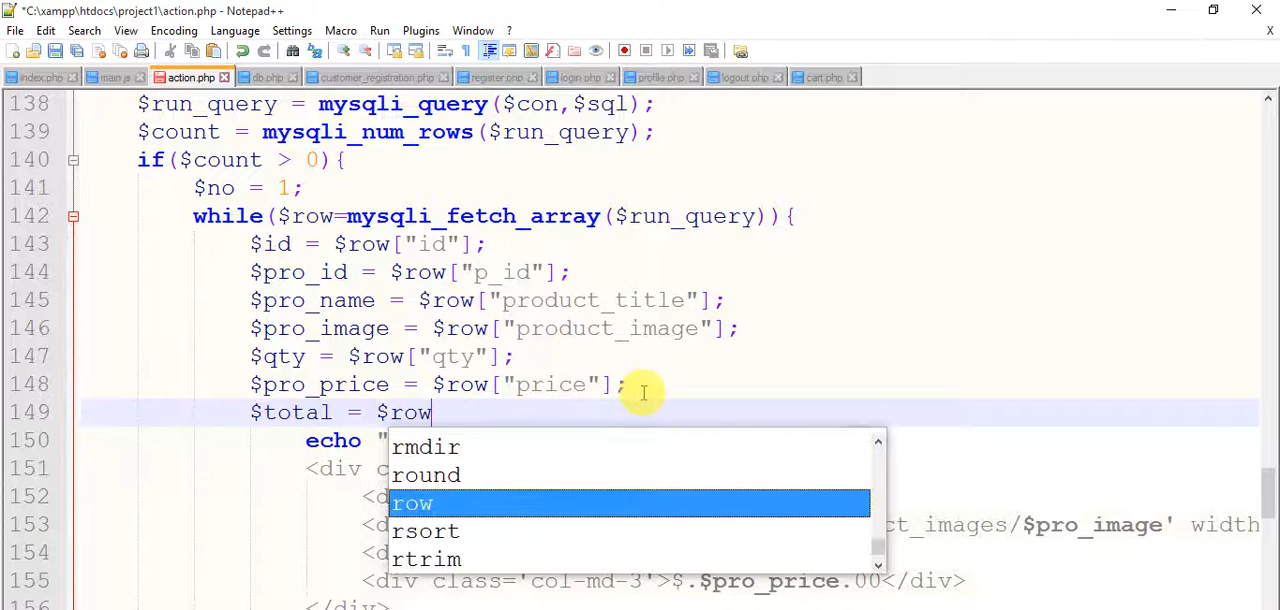 *C:\xampp\htdocs\project1\action.php - Notepad++
File Edit Search View Encoding Language Settings Macro Run Plugins Window ? X
index.php main.js action.php db.php customer_registration.php register.php login.php profile.php logout.php cart.php
138 $run_query = mysqli_query($con,$sql);
139 $count = mysqli_num_rows($run_query);
140 if($count > 0){
141 $no = 1;
142 while($row=mysqli_fetch_array($run_query)){
143 $id = $row["id"];
144 $pro_id = $row["p_id"];
145 $pro_name = $row["product_title"];
146 $pro_image = $row["product_image"];
147 $qty = $row["qty"];
148 $pro_price = $row["price"];
149 $total = $row
150 echo "
rmdir
151 <div c
round
152 <d
row
153 <d ct_images/$pro_image' width
rsort
154 <d
rtrim
155 <div class='col-md-3'>$.$pro_price.00</div>
156 </div>